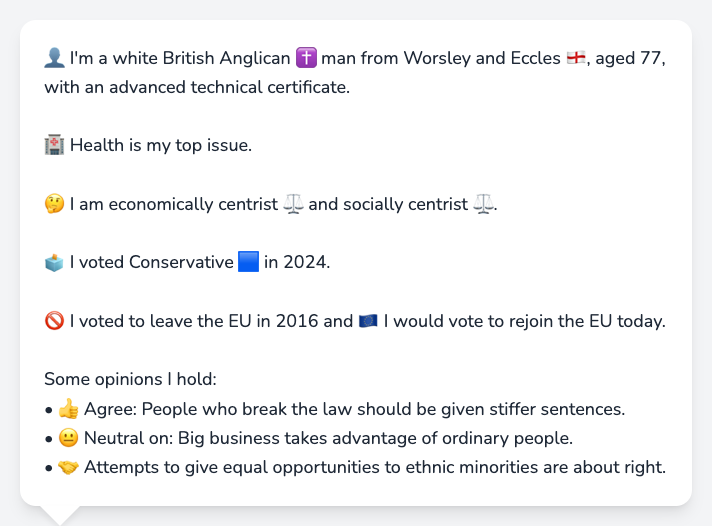 👤 I'm a white British Anglican ✝️ man from Worsley and Eccles 🏴󠁧󠁢󠁥󠁮󠁧󠁿, aged 77,
with an advanced technical certificate.
🏥 Health is my top issue.
🤔 I am economically centrist ⚖️ and socially centrist ⚖️.
🗳️ I voted Conservative 🟦 in 2024.
🚫 I voted to leave the EU in 2016 and 🇪🇺 I would vote to rejoin the EU today.
Some opinions I hold:
• 👍 Agree: People who break the law should be given stiffer sentences.
• 😐 Neutral on: Big business takes advantage of ordinary people.
• 🤝 Attempts to give equal opportunities to ethnic minorities are about right.